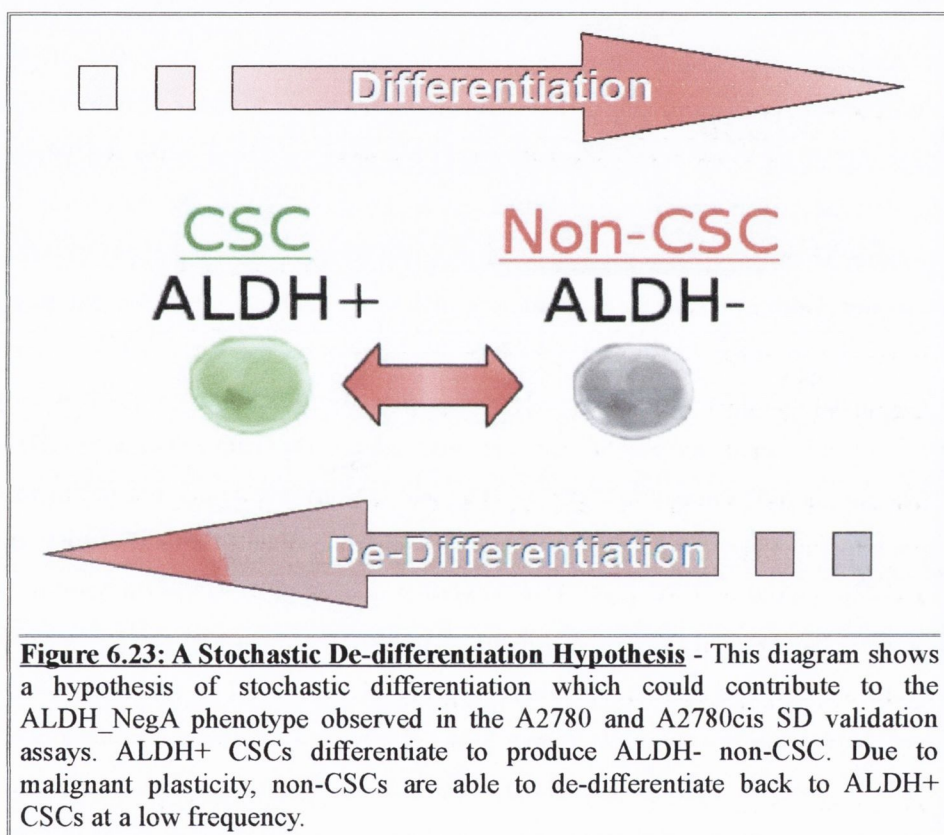 Differentiation
CSC Non-CSC
ALDH+ ALDH-
De-Differentiation
Figure 6.23: A Stochastic De-differentiation Hypothesis - This diagram shows
a hypothesis of stochastic differentiation which could contribute to the
ALDH_NegA phenotype observed in the A2780 and A2780cis SD validation
assays. ALDH+ CSCs differentiate to produce ALDH- non-CSC. Due to
malignant plasticity, non-CSCs are able to de-differentiate back to ALDH+
CSCs at a low frequency.